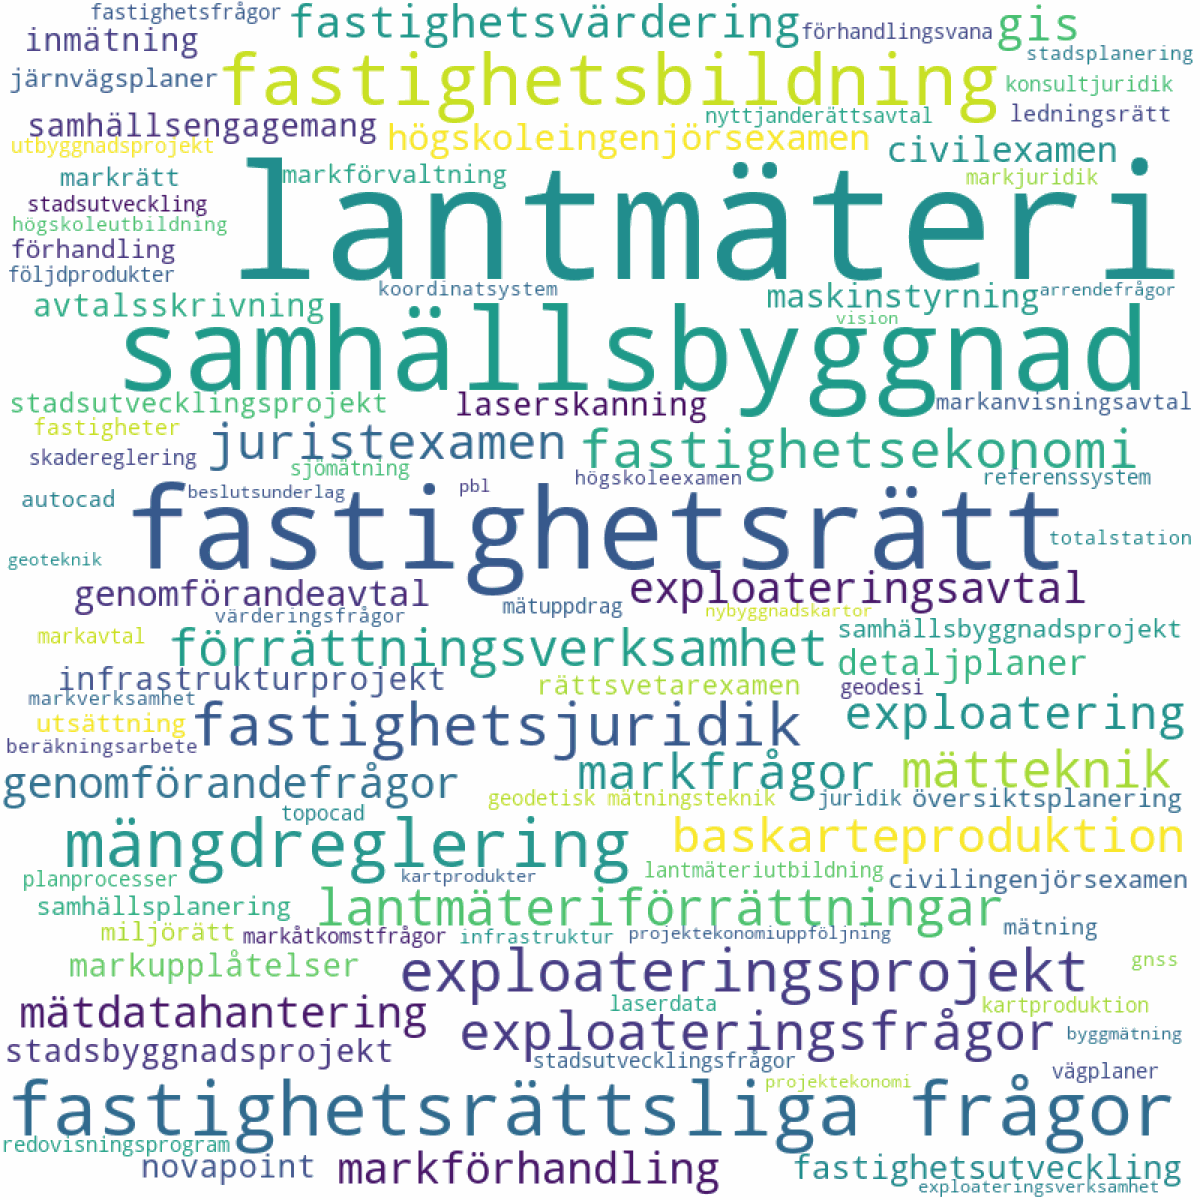 fastighetsfrågor
fastighetsvärdering
förhandlingsvana
gis
inmätning
stadsplanering
järnvägsplaner
fastighetsbildning
konsultjuridik
samhällsengagemang
nyttjanderättsavtal
ledningsrätt
utbyggnadsprojekt
högskoleingenjörsexamen
civilexamen
markrätt
markförvaltning
lantmäteri
markjuridik
stadsutveckling
högskoleutbildning
förhandling
följdprodukter
koordinatsystem
maskinstyrning
arrendefrågor
avtalsskrivning
vision
samhällsbyggnad
stadsutvecklingsprojekt
laserskanning
markanvisningsavtal
fastigheter
juristexamen
fastighetsekonomi
skadereglering
sjömätning
högskoleexamen
referenssystem
autocad
beslutsunderlag
pbl
fastighetsrätt
totalstation
geoteknik
genomförandeavtal
exploateringsavtal
värderingsfrågor
mätuppdrag
nybyggnadskartor
markavtal
förrättningsverksamhet
samhällsbyggnadsprojekt
detaljplaner
infrastrukturprojekt
rättsvetarexamen
geodesi
markverksamhet
utsättning
fastighetsjuridik
exploatering
beräkningsarbete
genomförandefrågor
markfrågor
mätteknik
geodetisk mätningsteknik
juridik
översiktsplanering
topocad
mängdreglering
baskarteproduktion
planprocesser
kartprodukter
lantmäteriutbildning
civilingenjörsexamen
samhällsplanering
lantmäteriförrättningar
mätning
miljörätt
markåtkomstfrågor
infrastruktur
projektekonomiuppföljning
markupplåtelser
exploateringsprojekt
gnss
mätdatahantering
laserdata
kartproduktion
exploateringsfrågor
byggmätning
stadsbyggnadsprojekt
stadsutvecklingsfrågor
vägplaner
projektekonomi
fastighetsrättsliga frågor
redovisningsprogram
novapoint
markförhandling
fastighetsutveckling
exploateringsverksamhet